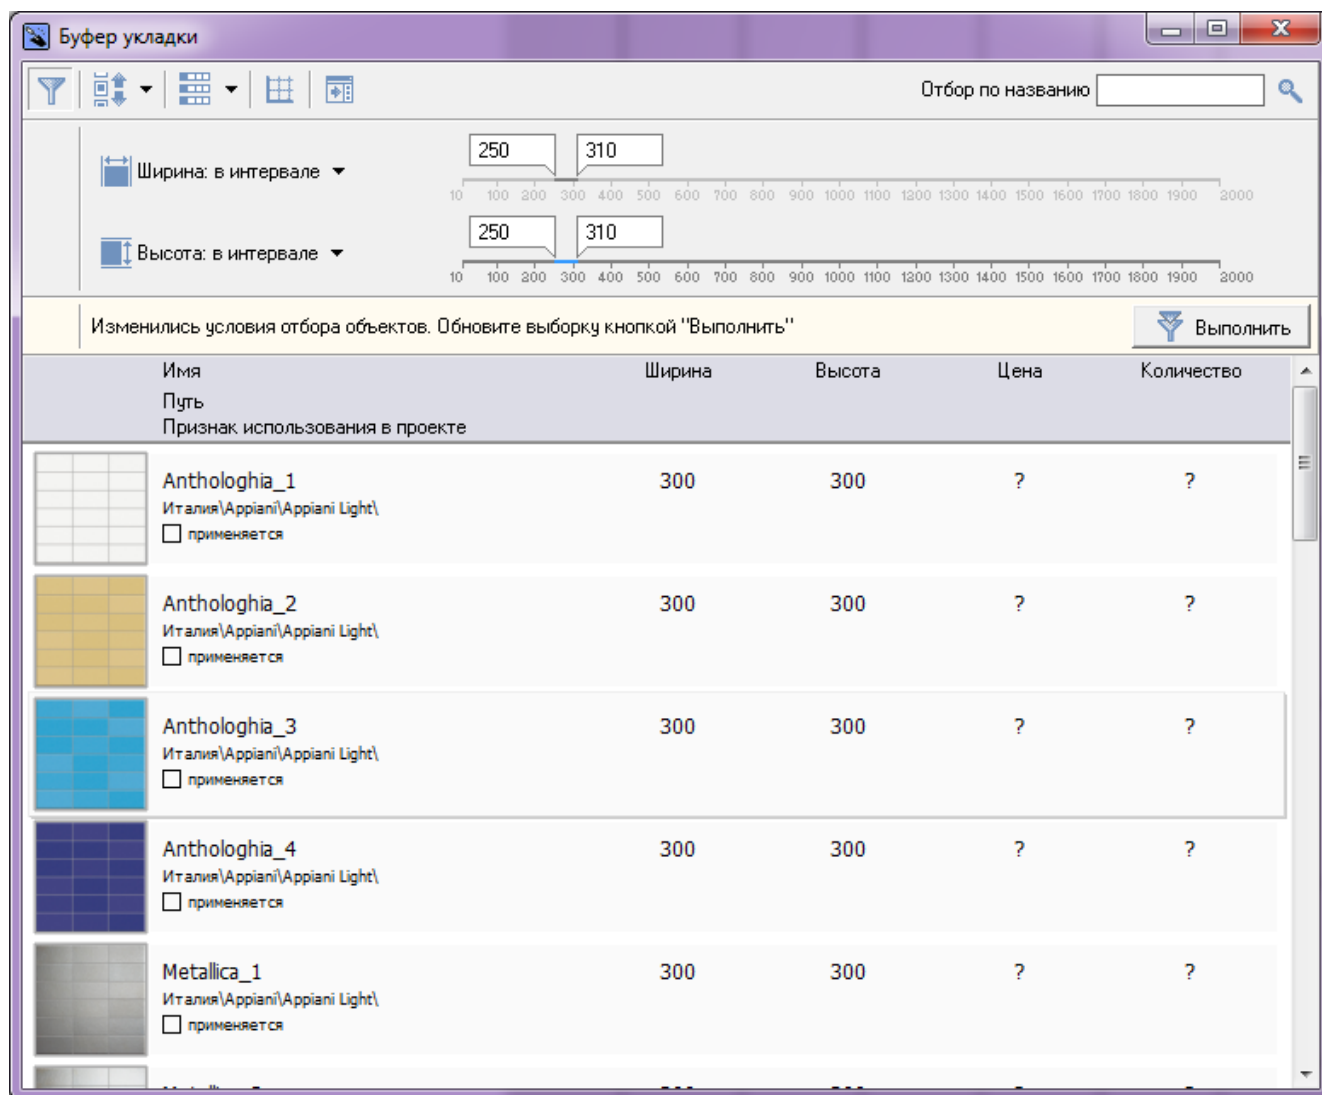 Буфер укладки
Отбор по названию
250 310
Ширина: в интервале
10 100 200 300 400 500 600 700 800 900 1000 1100 1200 1300 1400 1500 1600 1700 1800 1900 2000
250 310
Высота: в интервале
10 100 200 300 400 500 600 700 800 900 1000 1100 1200 1300 1400 1500 1600 1700 1800 1900 2000
Изменились условия отбора объектов. Обновите выборку кнопкой "Выполнить" Выполнить
Имя Ширина Высота Цена Количество
Путь
Признак использования в проекте
Anthologhia_1 300 300 ? ?
Италия\Appiani\Appiani Light\
применяется
Anthologhia_2 300 300 ? ?
Италия\Appiani\Appiani Light\
применяется
Anthologhia_3 300 300 ? ?
Италия\Appiani\Appiani Light\
применяется
Anthologhia_4 300 300 ? ?
Италия\Appiani\Appiani Light\
применяется
Metallica_1 300 300 ? ?
Италия\Appiani\Appiani Light\
применяется